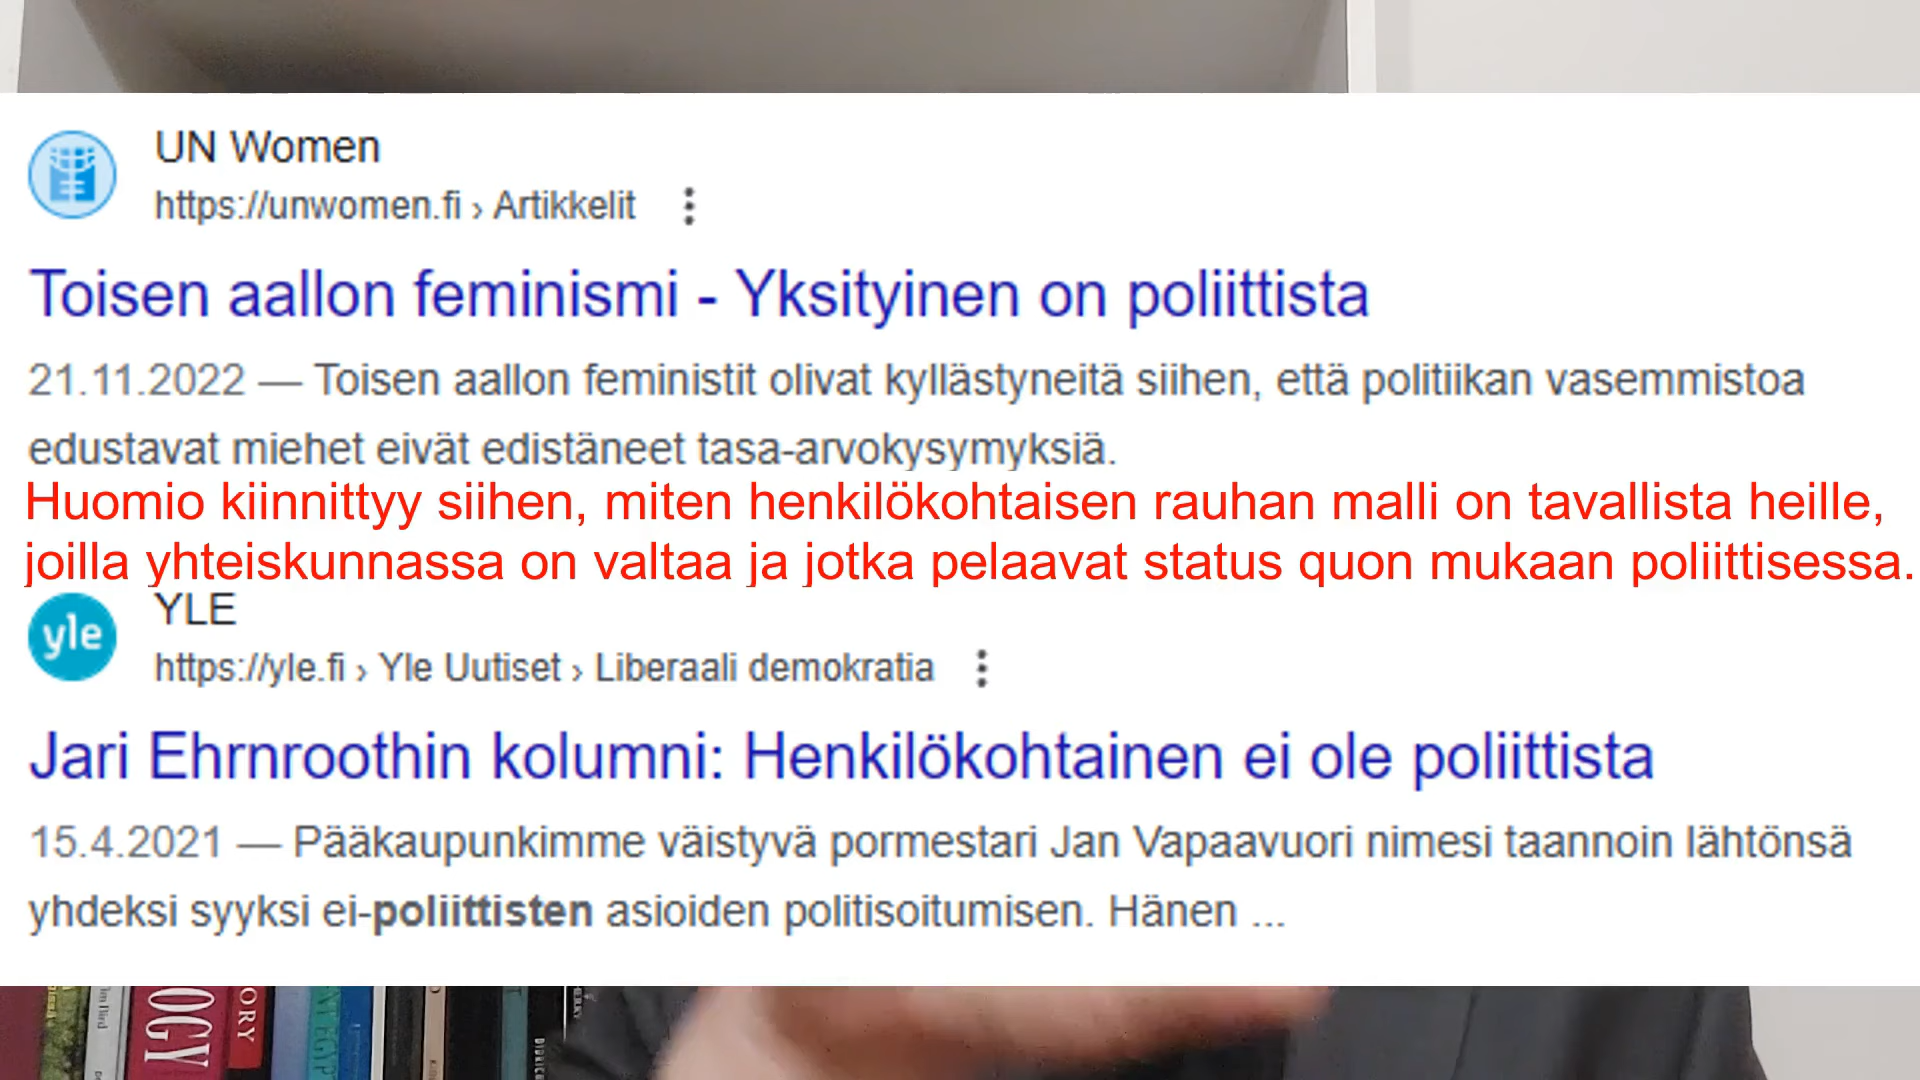 UN Women
https://unwomen.fi › Artikkelit
Toisen aallon feminismi - Yksityinen on poliittista
21.11.2022 — Toisen aallon feministit olivat kyllästyneitä siihen, että politiikan vasemmistoa
edustavat miehet eivät edistäneet tasa-arvokysymyksiä.
Huomio kiinnittyy siihen, miten henkilökohtaisen rauhan malli on tavallista heille,
joilla yhteiskunnassa on valtaa ja jotka pelaavat status quon mukaan poliittisessa.
yle
YLE
https://yle.fi › Yle Uutiset › Liberaali demokratia
Jari Ehrnroothin kolumni: Henkilökohtainen ei ole poliittista
15.4.2021 — Pääkaupunkimme väistyvä pormestari Jan Vapaavuori nimesi taannoin lähtönsä
yhdeksi syyksi ei-poliittisten asioiden politisoitumisen. Hänen ...
OGY
ORY